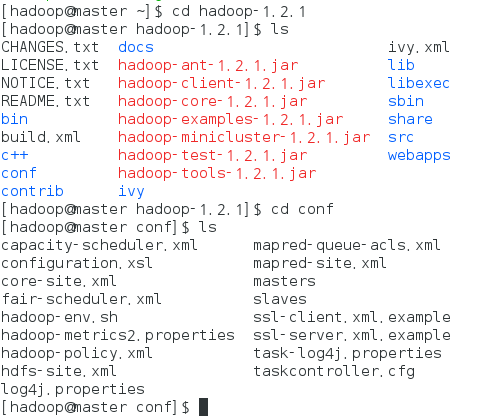 [hadoop@master ~]$ cd hadoop-1.2.1
[hadoop@master hadoop-1.2.1]$ ls
CHANGES.txt  docs                          ivy.xml
LICENSE.txt  hadoop-ant-1.2.1.jar          lib
NOTICE.txt   hadoop-client-1.2.1.jar       libexec
README.txt   hadoop-core-1.2.1.jar         sbin
bin          hadoop-examples-1.2.1.jar     share
build.xml    hadoop-minicluster-1.2.1.jar  src
c++          hadoop-test-1.2.1.jar         webapps
conf         hadoop-tools-1.2.1.jar
contrib      ivy
[hadoop@master hadoop-1.2.1]$ cd conf
[hadoop@master conf]$ ls
capacity-scheduler.xml      mapred-queue-acls.xml
configuration.xsl           mapred-site.xml
core-site.xml               masters
fair-scheduler.xml          slaves
hadoop-env.sh               ssl-client.xml.example
hadoop-metrics2.properties  ssl-server.xml.example
hadoop-policy.xml           task-log4j.properties
hdfs-site.xml               taskcontroller.cfg
log4j.properties
[hadoop@master conf]$